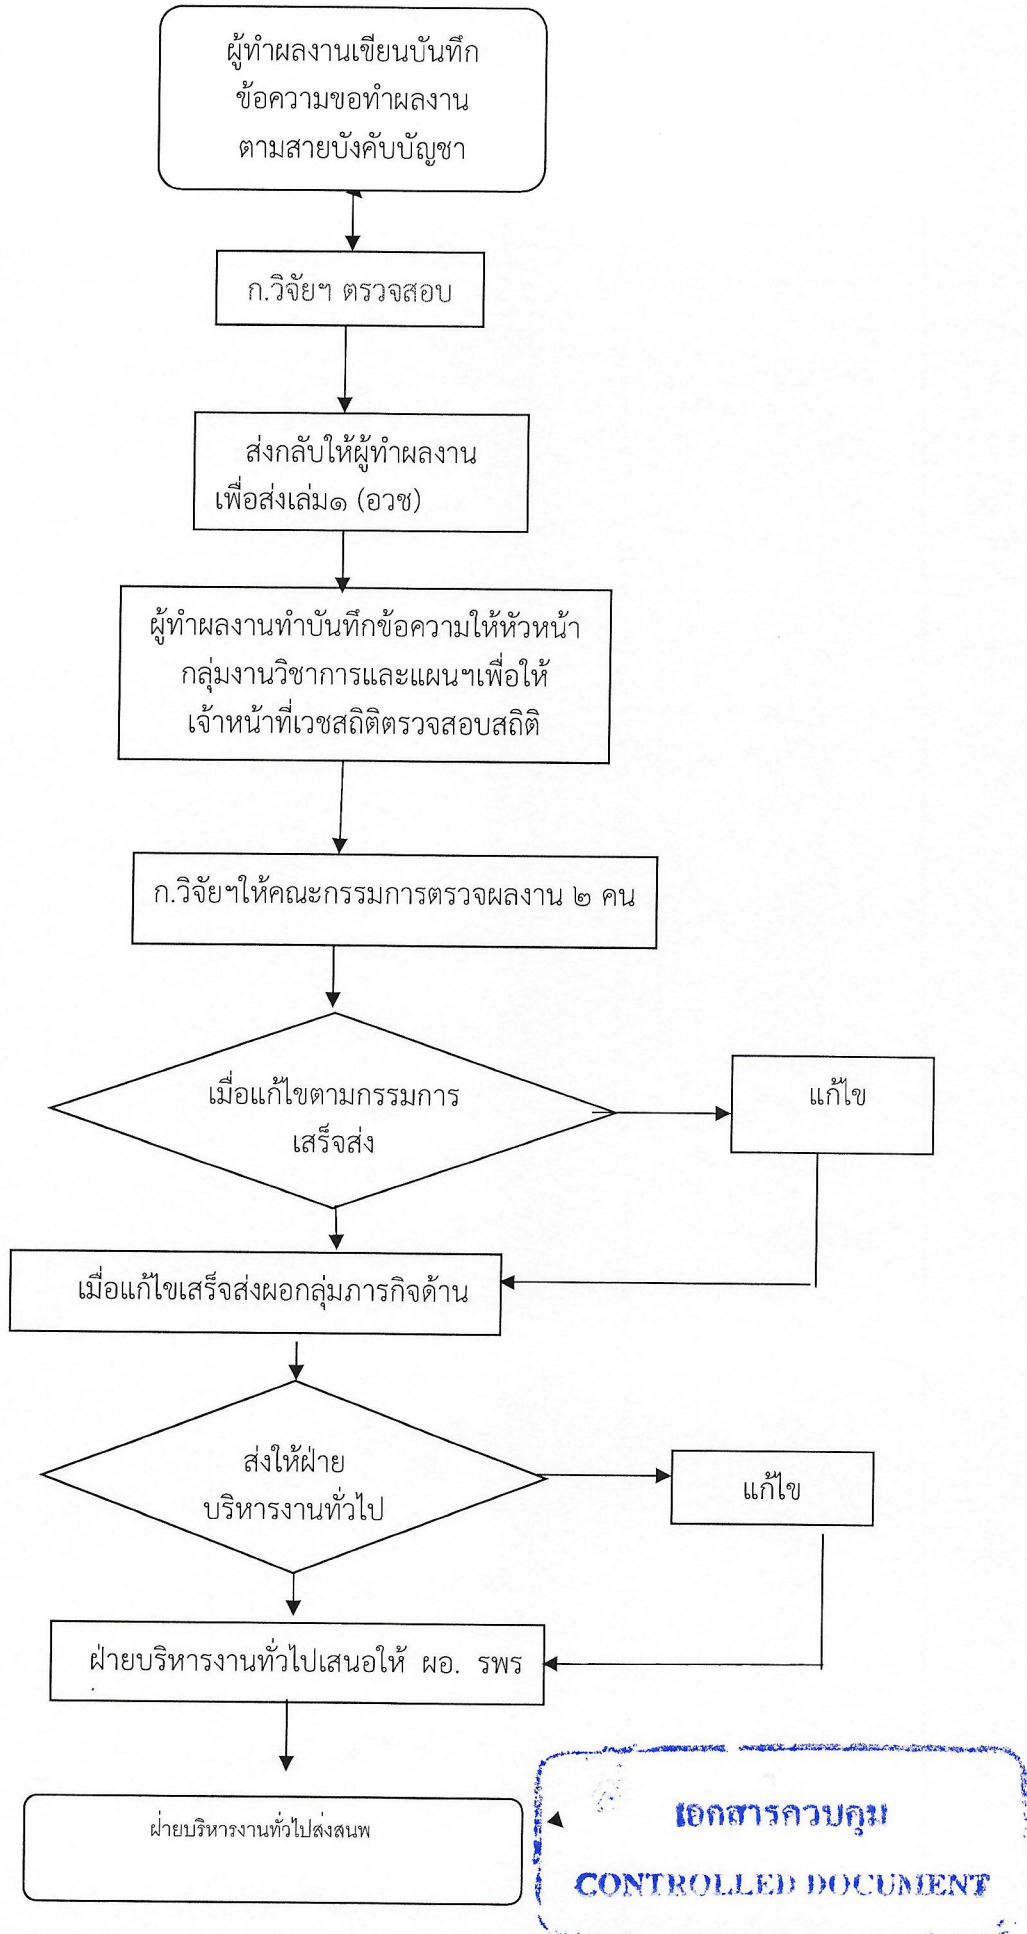 ผู้ทำผลงานเขียนบันทึก
ข้อความขอทำผลงาน
ตามสายบังคับบัญชา
ก.วิจัยฯ ตรวจสอบ
ส่งกลับให้ผู้ทำผลงาน
เพื่อส่งเล่ม๑ (อวช)
ผู้ทำผลงานทำบันทึกข้อความให้หัวหน้า
กลุ่มงานวิชาการและแผนฯเพื่อให้
เจ้าหน้าที่เวชสถิติตรวจสอบสถิติ
ก.วิจัยฯให้คณะกรรมการตรวจผลงาน ๒ คน
เมื่อแก้ไขตามกรรมการ
เสร็จส่ง
แก้ไข
เมื่อแก้ไขเสร็จส่งผอกลุ่มภารกิจด้าน
ส่งให้ฝ่าย
บริหารงานทั่วไป
แก้ไข
ฝ่ายบริหารงานทั่วไปเสนอให้ ผอ. รพร
ฝ่ายบริหารงานทั่วไปส่งสนพ
เอกสารควบคุม
CONTROLLED DOCUMENT